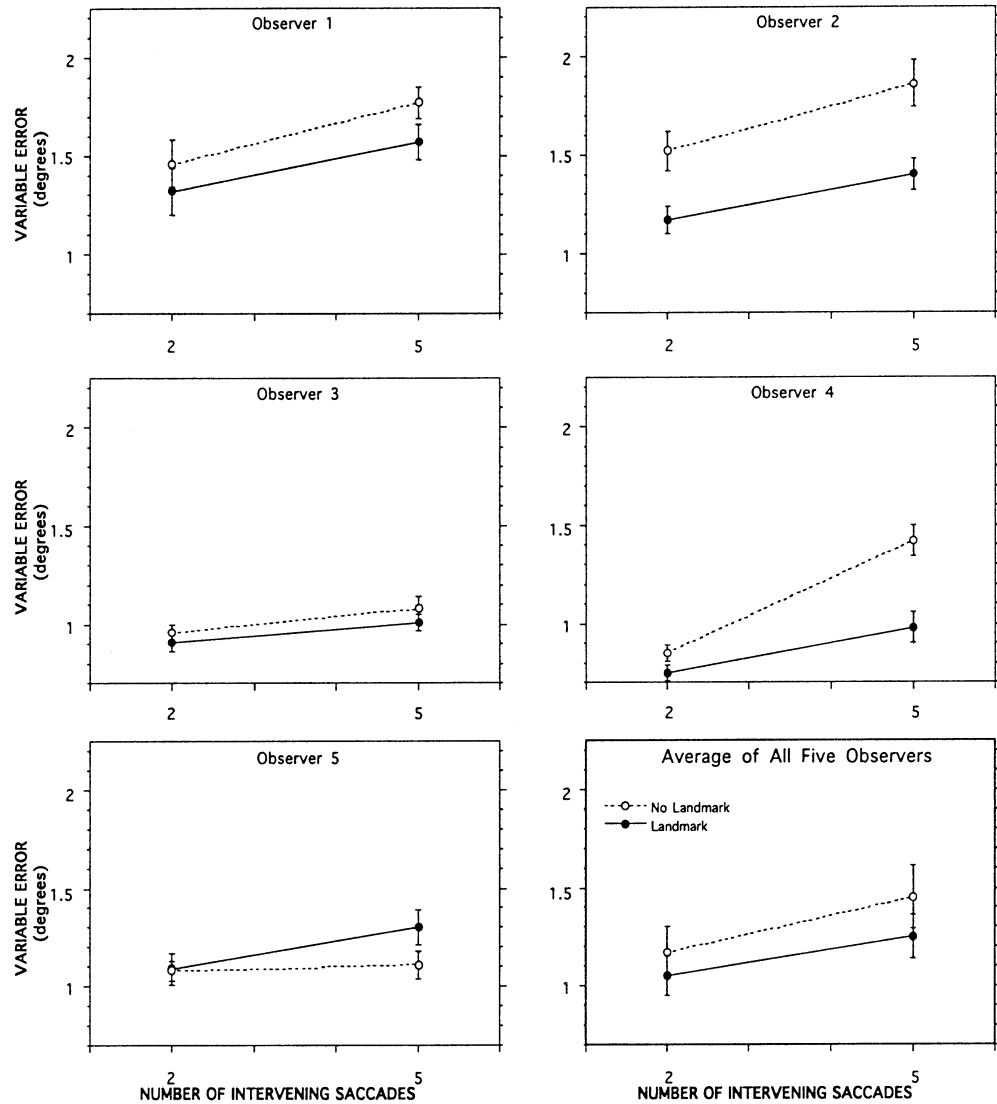 Observer 1
2
1.5
1
VARIABLE ERROR
(degrees)
2
5
Observer 2
2
1.5
1
2
5
Observer 3
2
1.5
1
VARIABLE ERROR
(degrees)
2
5
Observer 4
2
1.5
1
2
5
Observer 5
2
1.5
1
VARIABLE ERROR
(degrees)
2
5
NUMBER OF INTERVENING SACCADES
Average of All Five Observers
No Landmark
Landmark
2
1.5
1
2
5
NUMBER OF INTERVENING SACCADES